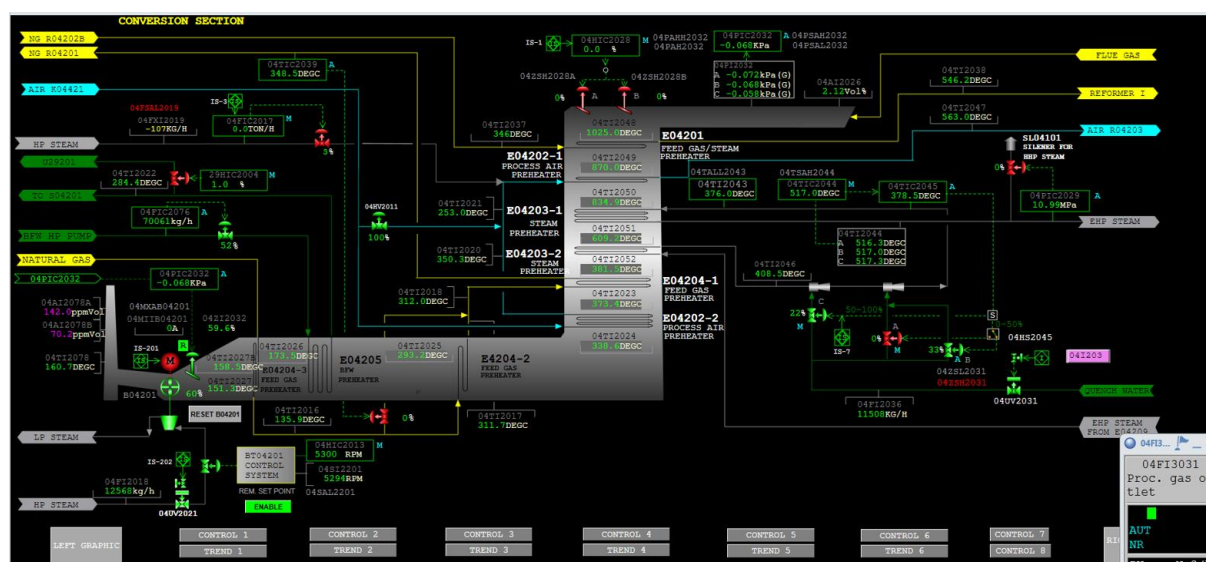 CONVERSION SECTION
NG R04202B
NG R04201
AIR K04421
HP STEAM
029201
TO S04201
BFW HP PUMP
NATURAL GAS
04PIC2032
04TIC2039
348.5DEGC
A
04FSAL2019
04FXI2019
-107KG/H
IS-3
04FIC2017
0.0TON/H
M
3%
04TI2022
284.4DEGC
29HIC2004
1.0 %
M
04FIC2076
70061kg/h
A
52%
04PIC2032
-0.068KPa
A
04HV2011
100%
04TI2037
346DEGC
04TI2021
253.0DEGC
04TI2020
350.3DEGC
04TI2018
312.0DEGC
E04202-1
PROCESS AIR
PREHEATER
E04203-1
STEAM
PREHEATER
E04203-2
STEAM
PREHEATER
IS-1
04HIC2028
0.0 %
M
04PAHH2032
04PAH2032
04PIC2032
-0.068KPa
A
04PSAH2032
04PSAL2032
04ZSH2028A
04ZSH2028B
0%
A
B
0%
04PI2032
A -0.072kPa(G)
B -0.068kPa(G)
C -0.058kPa(G)
04AI2026
2.12Vol%
04TI2048
1025.0DEGC
04TI2049
870.0DEGC
04TI2050
834.9DEGC
04TI2051
609.2DEGC
04TI2052
381.5DEGC
04TI2023
373.4DEGC
04TI2024
338.6DEGC
E04201
FEED GAS/STEAM
PREHEATER
E04204-1
FEED GAS
PREHEATER
E04202-2
PROCESS AIR
PREHEATER
04TI2038
546.2DEGC
04TI2047
563.0DEGC
FLUE GAS
REFORMER I
AIR R04203
SL04101
SILENER FOR
HHP STEAM
0%
04PIC2029
10.99MPa
A
EHP STEAM
04TALL2043
04TI2043
376.0DEGC
04TSAH2044
04TIC2044
517.0DEGC
M
04TIC2045
378.5DEGC
A
04TI2044
A 516.3DEGC
B 517.0DEGC
C 517.3DEGC
04TI2046
408.5DEGC
C
22%
M
50-100%
IS-7
A
0%
M
S
0-50%
33%
A
B
04ZSL2031
04ZSH2031
04HS2045
04I203
04UV2031
04FI2036
11508KG/H
QUENCH WATER
EHP STEAM
FROM E04209
04AI2078A
142.0ppmVol
04AI2078B
70.2ppmVol
04TI2078
160.7DEGC
04MXAB04201
04MIIB04201
0A
04ZI2032
59.6%
IS-201
M
R
B04201
60%
RESET B04201
04TI2027A
158.5DEGC
04TI2027
151.3DEGC
04TI2026
173.5DEGC
E04204-3
FEED GAS
PREHEATER
E04205
BFW
PREHEATER
04TI2025
293.2DEGC
E4204-2
FEED GAS
PREHEATER
04TI2016
135.9DEGC
0%
04TI2017
311.7DEGC
LP STEAM
HP STEAM
04FI2018
12568kg/h
IS-202
04UV2021
BT04201
CONTROL
SYSTEM
REM. SET POINT
ENABLE
04HIC2013
5300 RPM
M
04SI2201
5294RPM
04SAL2201
04FI3...
04FI3031
Proc. gas o
tlet
AUT
NR
LEFT GRAPHIC
CONTROL 1
TREND 1
CONTROL 2
TREND 2
CONTROL 3
TREND 3
CONTROL 4
TREND 4
CONTROL 5
TREND 5
CONTROL 6
TREND 6
CONTROL 7
CONTROL 8